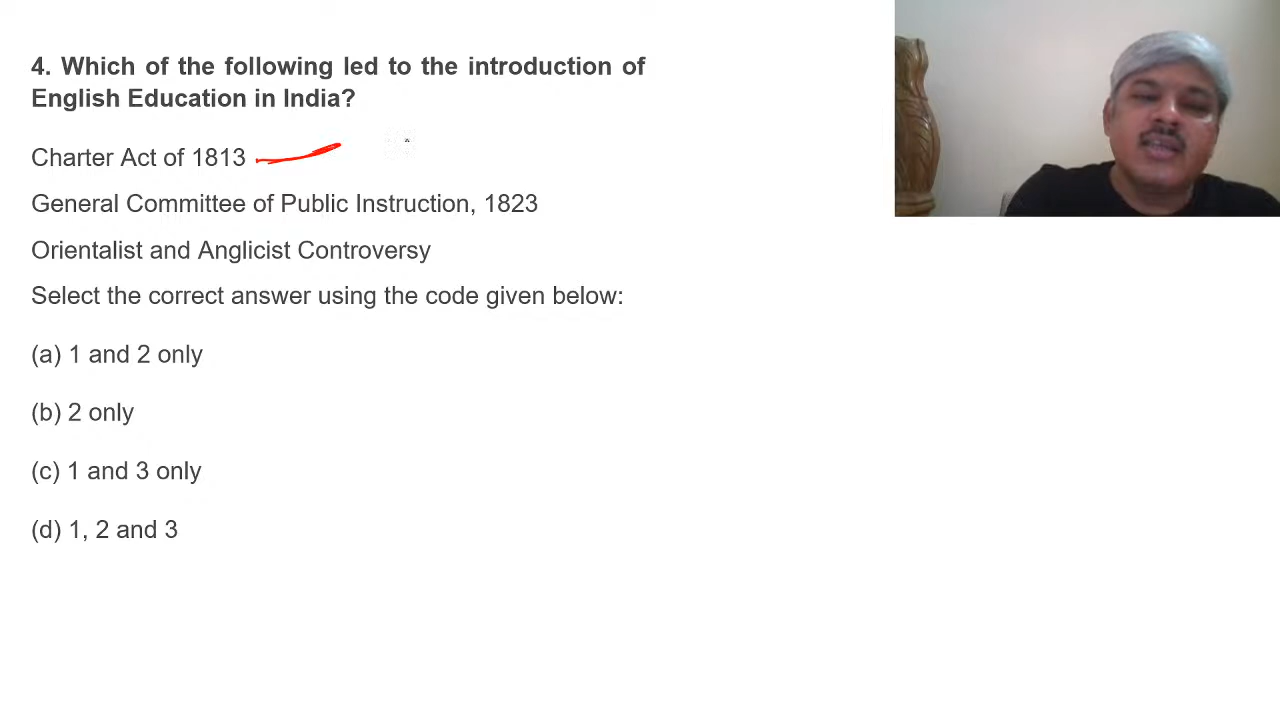 4. Which of the following led to the introduction of
English Education in India?
Charter Act of 1813
General Committee of Public Instruction, 1823
Orientalist and Anglicist Controversy
Select the correct answer using the code given below:
(a) 1 and 2 only
(b) 2 only
(c) 1 and 3 only
(d) 1, 2 and 3